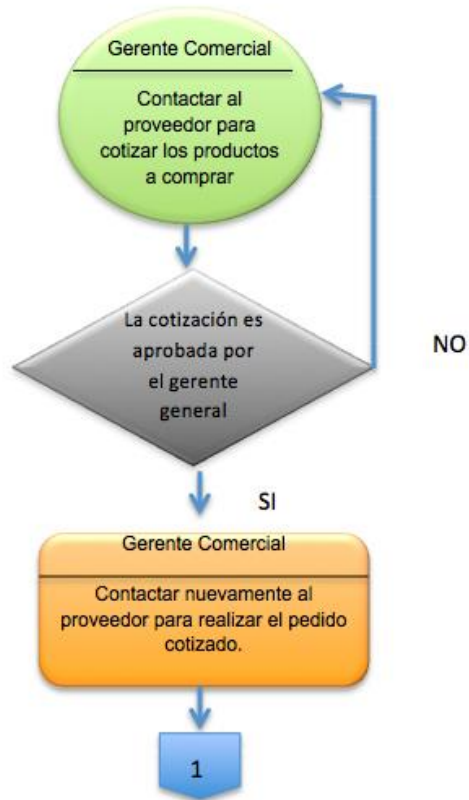 Gerente Comercial
Contactar al
proveedor para
cotizar los productos
a comprar
La cotización es
aprobada por
el gerente
general
NO
SI
Gerente Comercial
Contactar nuevamente al
proveedor para realizar el pedido
cotizado.
1